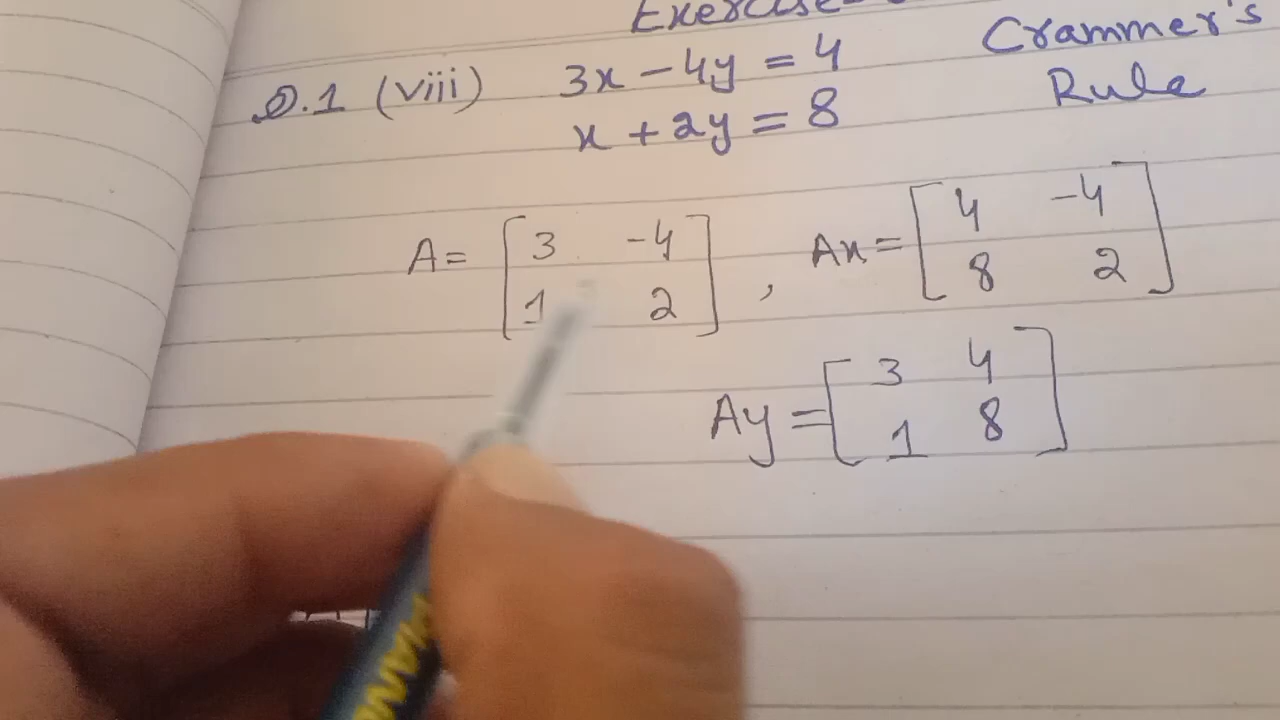 Exercise
Q.1 (viii) 3x - 4y = 4 Crammer's
x + 2y = 8 Rule
A = [ 3 -4 , Ax = [ 4 -4
1 2 ] 8 2 ]
Ay = [ 3 4
1 8 ]